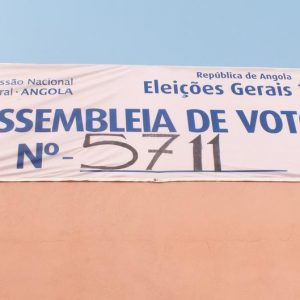 ssão Nacional
ral - ANGOLA
República de Angola
Eleições Gerais
SSEMBLEIA DE VOT
Nº - 5711